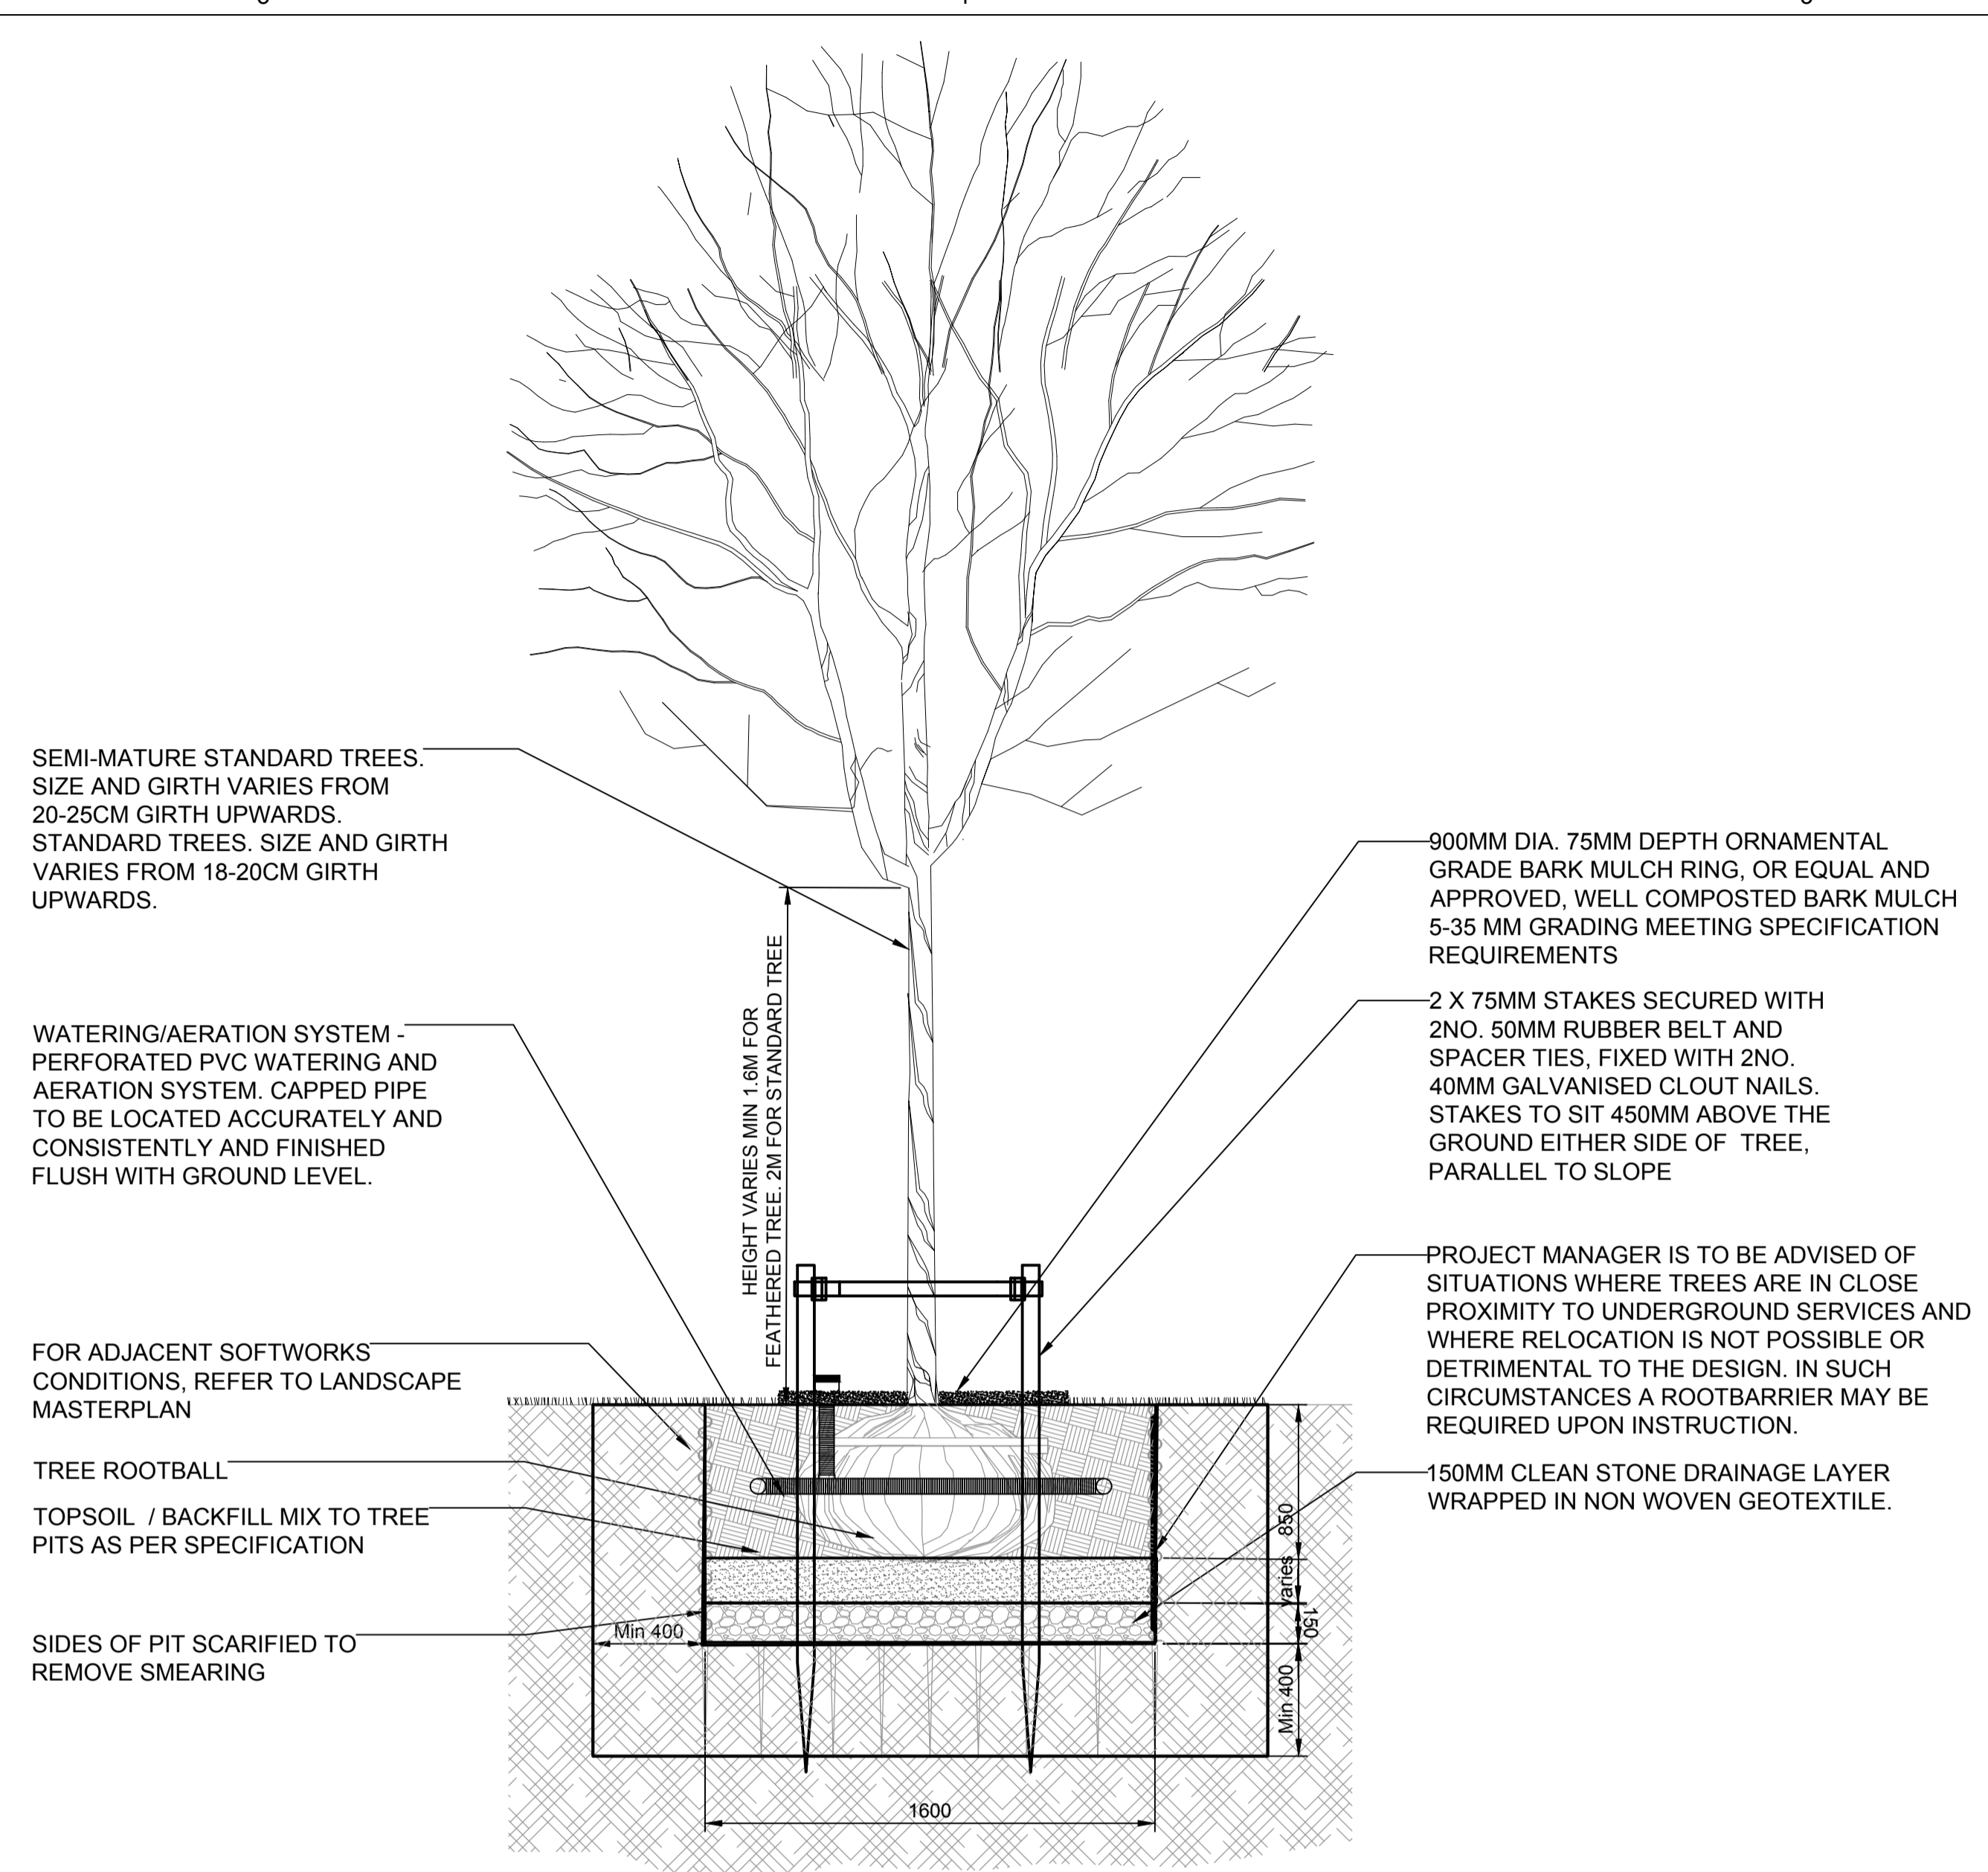 SEMI-MATURE STANDARD TREES.
SIZE AND GIRTH VARIES FROM
20-25CM GIRTH UPWARDS.
STANDARD TREES. SIZE AND GIRTH
VARIES FROM 18-20CM GIRTH
UPWARDS.
WATERING/AERATION SYSTEM -
PERFORATED PVC WATERING AND
AERATION SYSTEM. CAPPED PIPE
TO BE LOCATED ACCURATELY AND
CONSISTENTLY AND FINISHED
FLUSH WITH GROUND LEVEL.
FOR ADJACENT SOFTWORKS
CONDITIONS, REFER TO LANDSCAPE
MASTERPLAN
TREE ROOTBALL
TOPSOIL / BACKFILL MIX TO TREE
PITS AS PER SPECIFICATION
SIDES OF PIT SCARIFIED TO
REMOVE SMEARING
HEIGHT VARIES MIN 1.6M FOR
FEATHERED TREE. 2M FOR STANDARD TREE
900MM DIA. 75MM DEPTH ORNAMENTAL
GRADE BARK MULCH RING, OR EQUAL AND
APPROVED, WELL COMPOSTED BARK MULCH
5-35 MM GRADING MEETING SPECIFICATION
REQUIREMENTS
2 X 75MM STAKES SECURED WITH
2NO. 50MM RUBBER BELT AND
SPACER TIES, FIXED WITH 2NO.
40MM GALVANISED CLOUT NAILS.
STAKES TO SIT 450MM ABOVE THE
GROUND EITHER SIDE OF TREE,
PARALLEL TO SLOPE
PROJECT MANAGER IS TO BE ADVISED OF
SITUATIONS WHERE TREES ARE IN CLOSE
PROXIMITY TO UNDERGROUND SERVICES AND
WHERE RELOCATION IS NOT POSSIBLE OR
DETRIMENTAL TO THE DESIGN. IN SUCH
CIRCUMSTANCES A ROOTBARRIER MAY BE
REQUIRED UPON INSTRUCTION.
150MM CLEAN STONE DRAINAGE LAYER
WRAPPED IN NON WOVEN GEOTEXTILE.
850
varies
150
Min 400
Min 400
1600